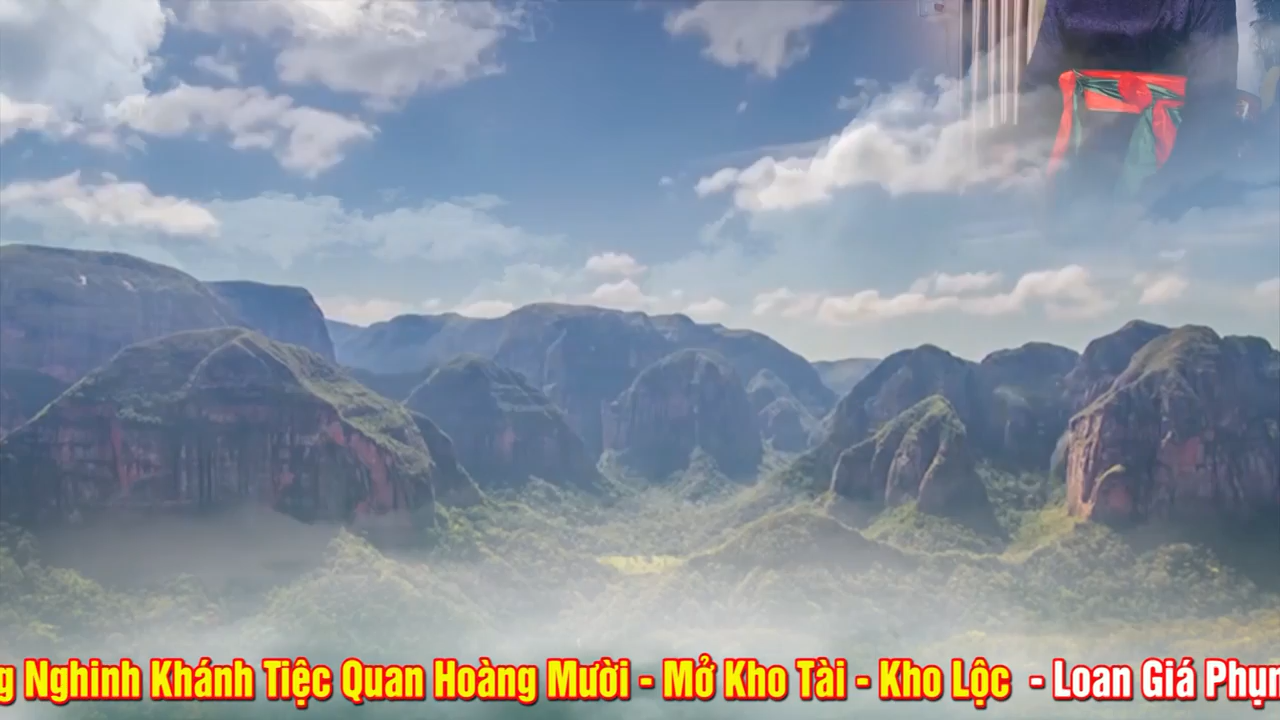 Nghinh Khánh Tiệc Quan Hoàng Mười - Mở Kho Tài - Kho Lộc - Loan Giá